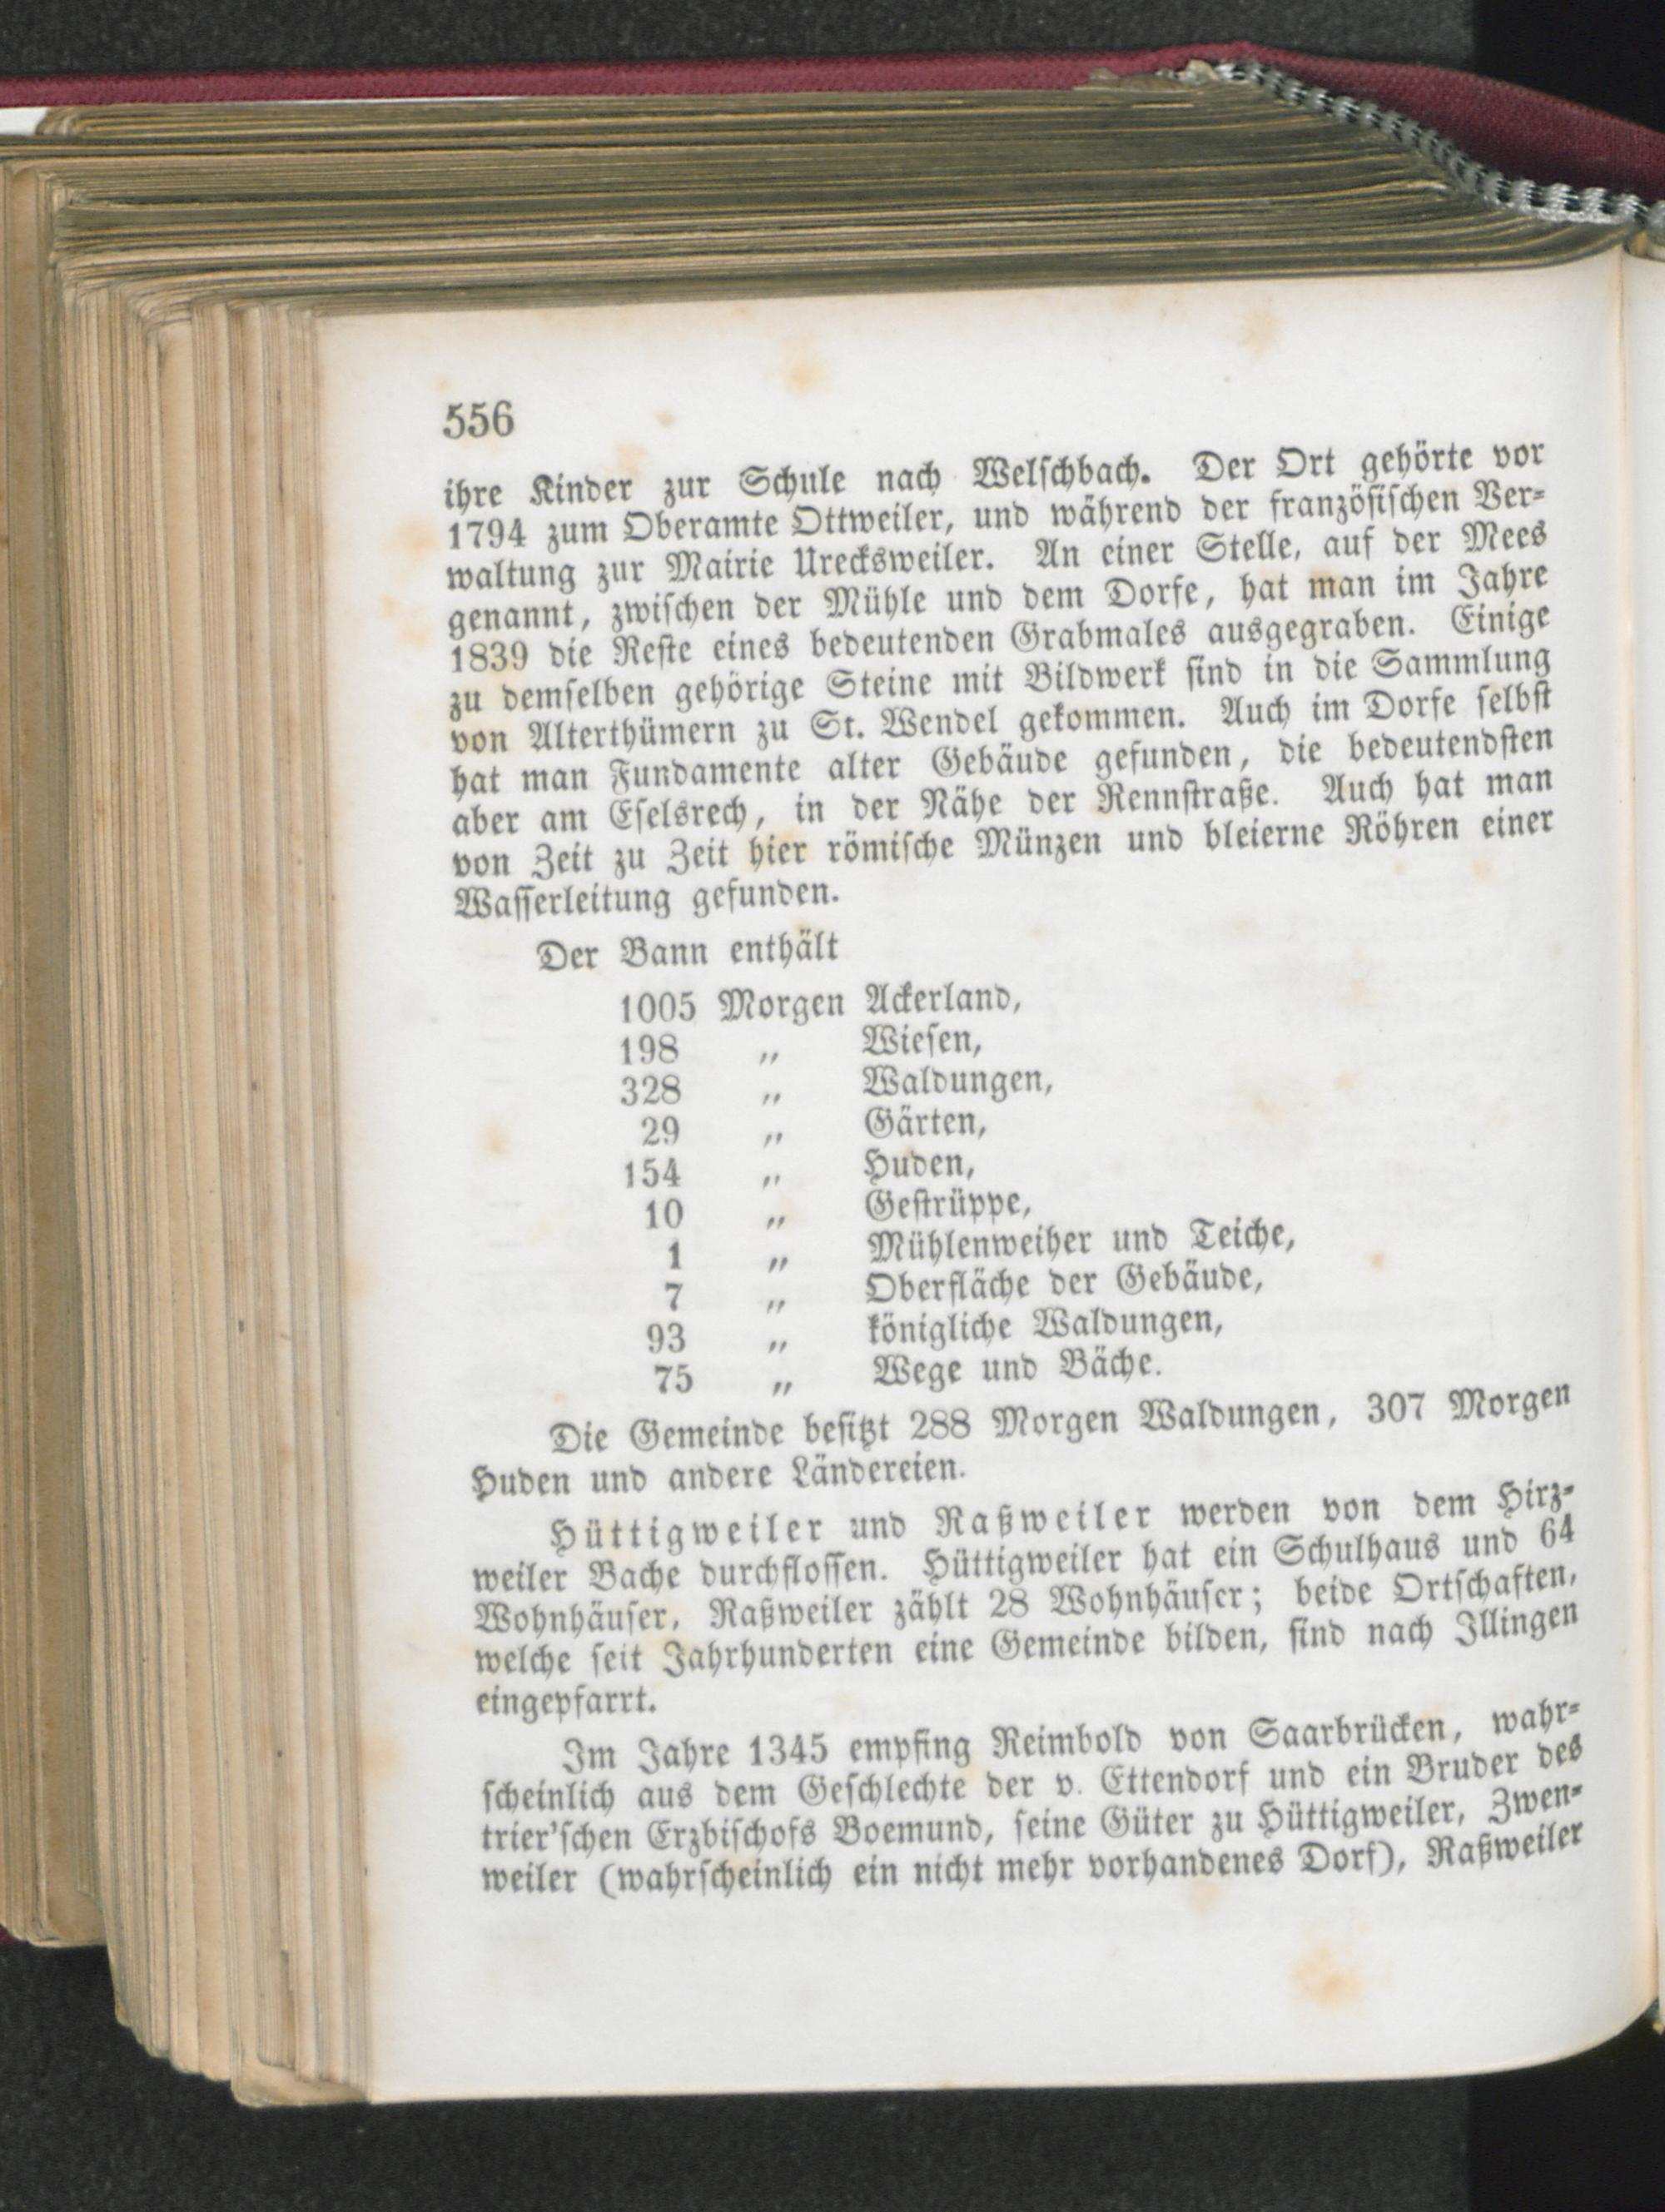 556
ihre Kinder zur Schule nach Welschbach. Der Ort gehörte vor
1794 zum Oberamte Ottweiler, und während der französischen Ver-
waltung zur Mairie Urecksweiler. An einer Stelle, auf der Mees
genannt, zwischen der Mühle und dem Dorfe, hat man im Jahre
1839 die Reste eines bedeutenden Grabmales ausgegraben. Einige
zu demselben gehörige Steine mit Bildwerk sind in die Sammlung
von Alterthümern zu St. Wendel gekommen. Auch im Dorfe selbst
hat man Fundamente alter Gebäude gefunden, die bedeutendsten
aber am Eselsrech, in der Nähe der Rennstraße. Auch hat man
von Zeit zu Zeit hier römische Münzen und bleierne Röhren einer
Wasserleitung gefunden.
Der Bann enthält
1005 Morgen Ackerland,
198 „ Wiesen,
328 „ Waldungen,
29 „ Gärten,
154 „ Huden,
10 „ Gestrüppe,
1 „ Mühlenweiher und Teiche,
7 „ Oberfläche der Gebäude,
93 „ königliche Waldungen,
75 „ Wege und Bäche.
Die Gemeinde besitzt 288 Morgen Waldungen, 307 Morgen
Huden und andere Ländereien.
Hüttigweiler und Raßweiler werden von dem Hirz-
weiler Bache durchflossen. Hüttigweiler hat ein Schulhaus und 64
Wohnhäuser, Raßweiler zählt 28 Wohnhäuser; beide Ortschaften,
welche seit Jahrhunderten eine Gemeinde bilden, sind nach Illingen
eingepfarrt.
Im Jahre 1345 empfing Reimbold von Saarbrücken, wahr-
scheinlich aus dem Geschlechte der v. Ettendorf und ein Bruder des
trier'schen Erzbischofs Boemund, seine Güter zu Hüttigweiler, Zwen-
weiler (wahrscheinlich ein nicht mehr vorhandenes Dorf), Raßweiler